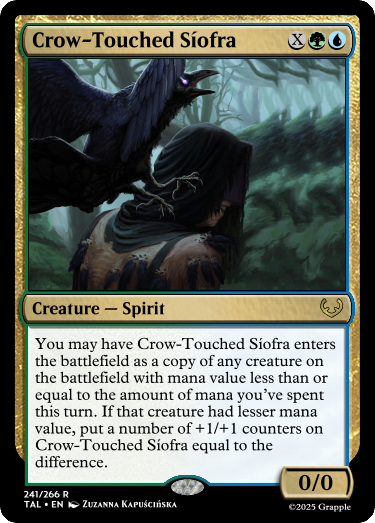 Crow-Touched Síofra X
Creature — Spirit
You may have Crow-Touched Síofra enters
the battlefield as a copy of any creature on
the battlefield with mana value less than or
equal to the amount of mana you’ve spent
this turn. If that creature had lesser mana
value, put a number of +1/+1 counters on
Crow-Touched Síofra equal to the
difference.
0/0
241/266 R
TAL • EN Zuzanna Kapuścińska
©2025 Grapple